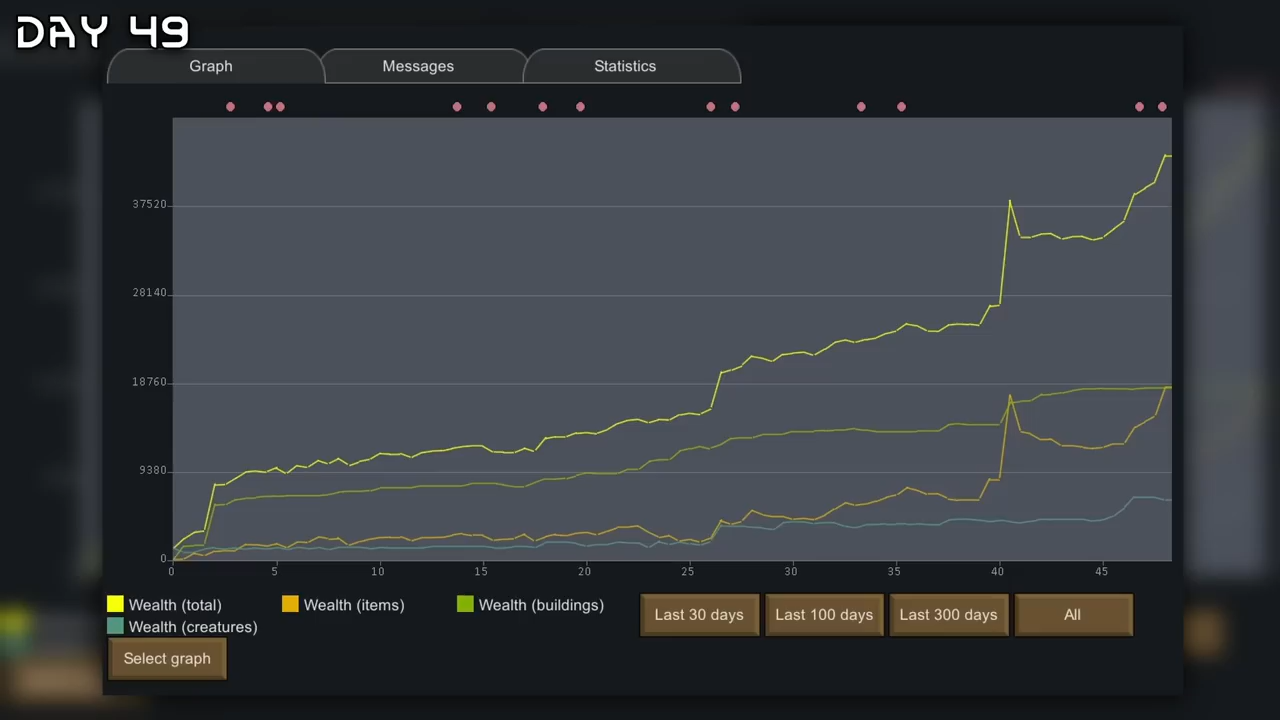 DAY 49
Graph Messages Statistics
37520
28140
18760
9380
0
0 5 10 15 20 25 30 35 40 45
Wealth (total) Wealth (items) Wealth (buildings)
Wealth (creatures)
Last 30 days Last 100 days Last 300 days All
Select graph